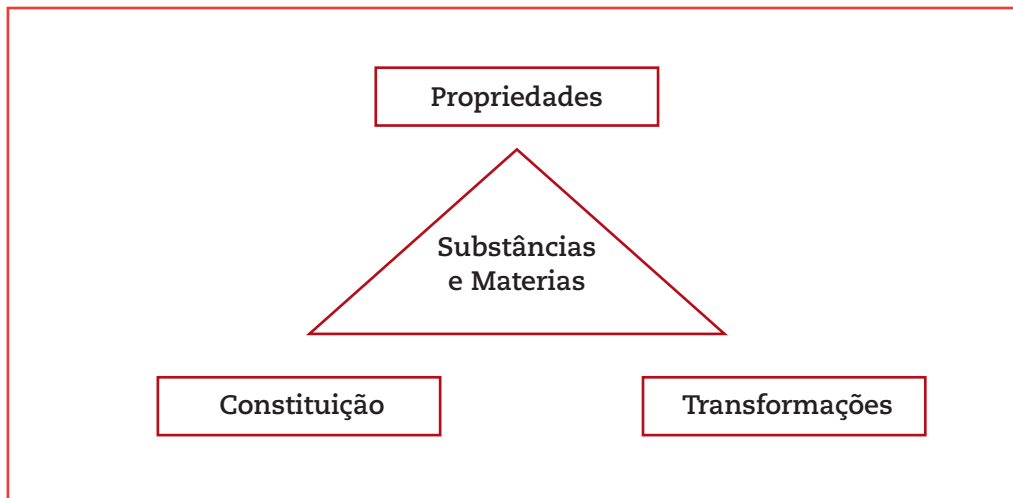 Propriedades
Substâncias
e Materias
Constituição
Transformações